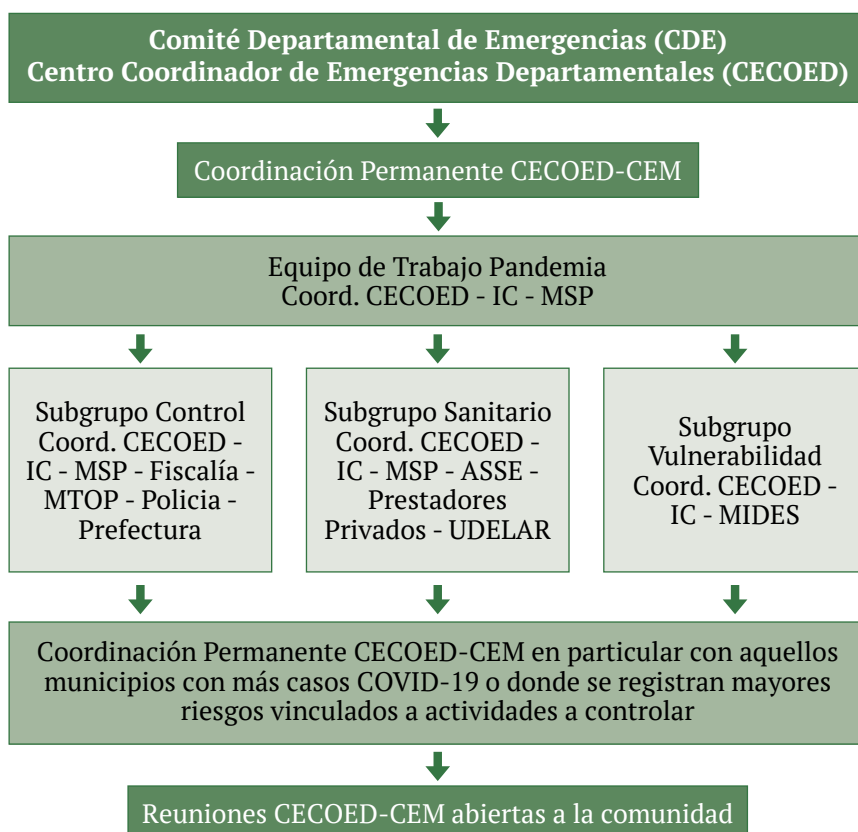 Comité Departamental de Emergencias (CDE)
Centro Coordinador de Emergencias Departamentales (CECOED)
Coordinación Permanente CECOED-CEM
Equipo de Trabajo Pandemia
Coord. CECOED - IC - MSP
Subgrupo Control
Coord. CECOED -
IC - MSP - Fiscalía -
MTOP - Policia -
Prefectura
Subgrupo Sanitario
Coord. CECOED -
IC - MSP - ASSE -
Prestadores
Privados - UDELAR
Subgrupo
Vulnerabilidad
Coord. CECOED -
IC - MIDES
Coordinación Permanente CECOED-CEM en particular con aquellos
municipios con más casos COVID-19 o donde se registran mayores
riesgos vinculados a actividades a controlar
Reuniones CECOED-CEM abiertas a la comunidad